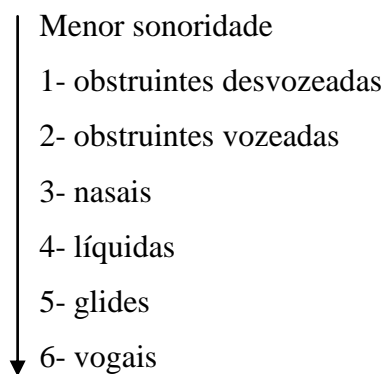 Menor sonoridade
1- obstruintes desvozeadas
2- obstruintes vozeadas
3- nasais
4- líquidas
5- glides
6- vogais